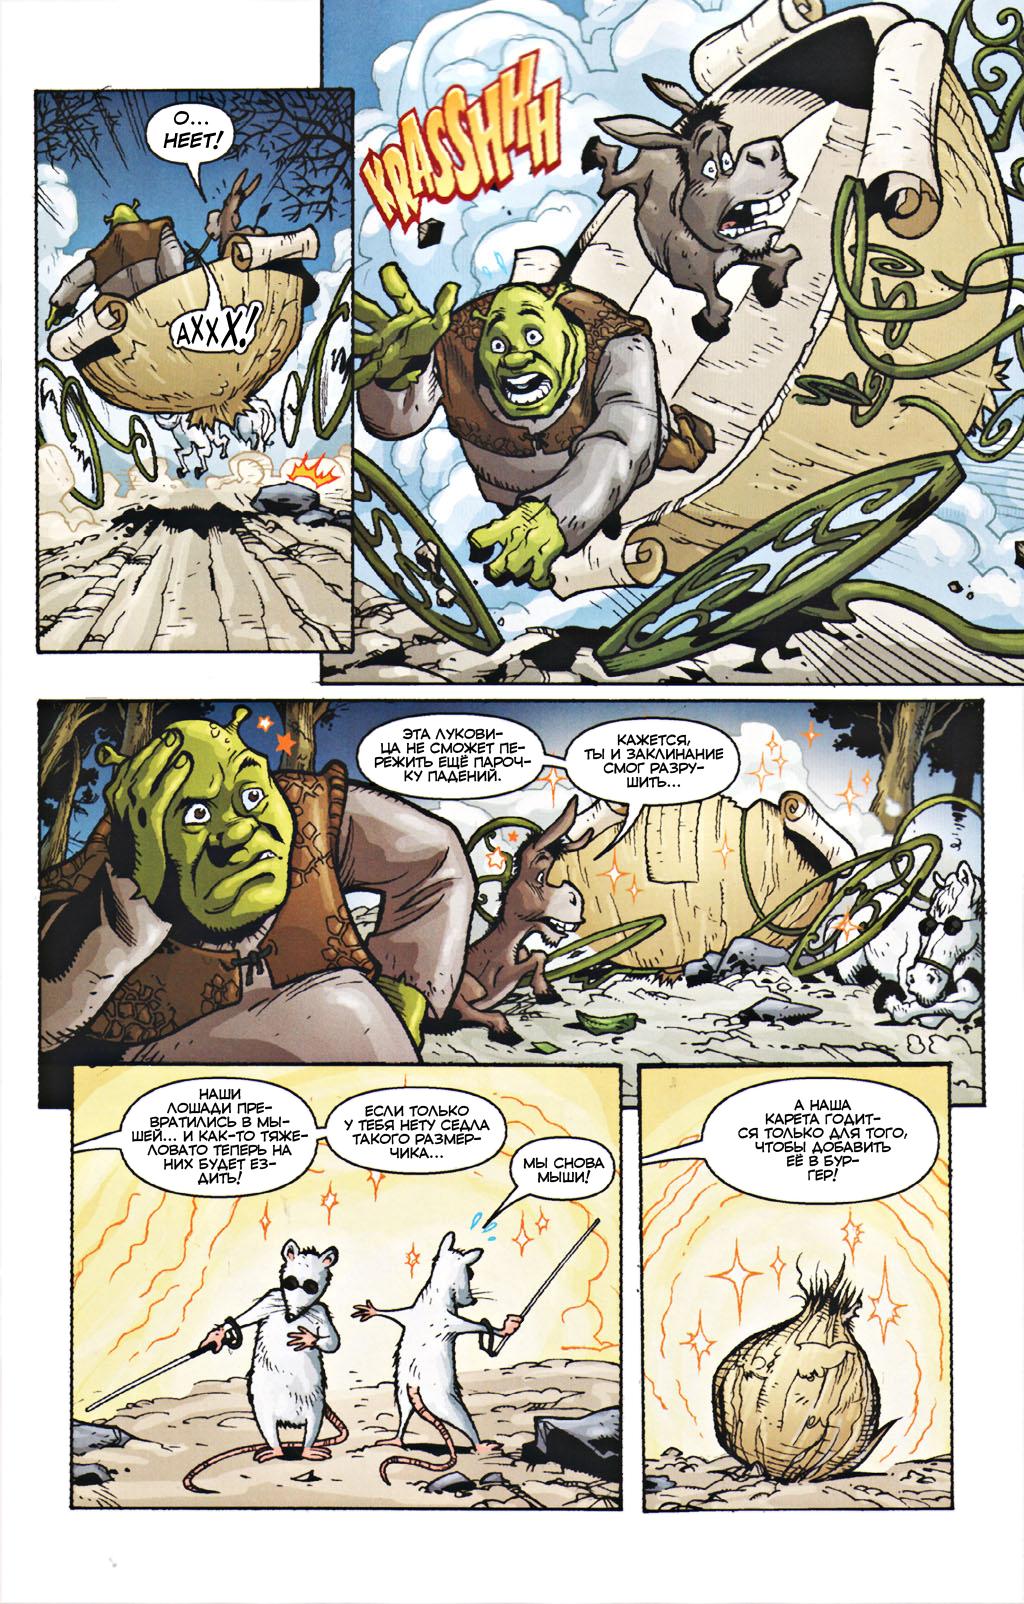 О...
НЕЕТ!
АХХХ!
KRASSHHH
ЭТА ЛУКОВИ-
ЦА НЕ СМОЖЕТ ПЕ-
РЕЖИТЬ ЕЩЁ ПАРОЧ-
КУ ПАДЕНИЙ.
КАЖЕТСЯ,
ТЫ И ЗАКЛИНАНИЕ
СМОГ РАЗРУ-
ШИТЬ...
НАШИ
ЛОШАДИ ПРЕ-
ВРАТИЛИСЬ В МЫ-
ШЕЙ... И КАК-ТО ТЯЖЕ-
ЛОВАТО ТЕПЕРЬ НА
НИХ БУДЕТ ЕЗ-
ДИТЬ!
ЕСЛИ ТОЛЬКО
У ТЕБЯ НЕТУ СЕДЛА
ТАКОГО РАЗМЕР-
ЧИКА...
МЫ СНОВА
МЫШИ!
А НАША
КАРЕТА ГОДИТ-
СЯ ТОЛЬКО ДЛЯ ТОГО,
ЧТОБЫ ДОБАВИТЬ
ЕЁ В БУР-
ГЕР!